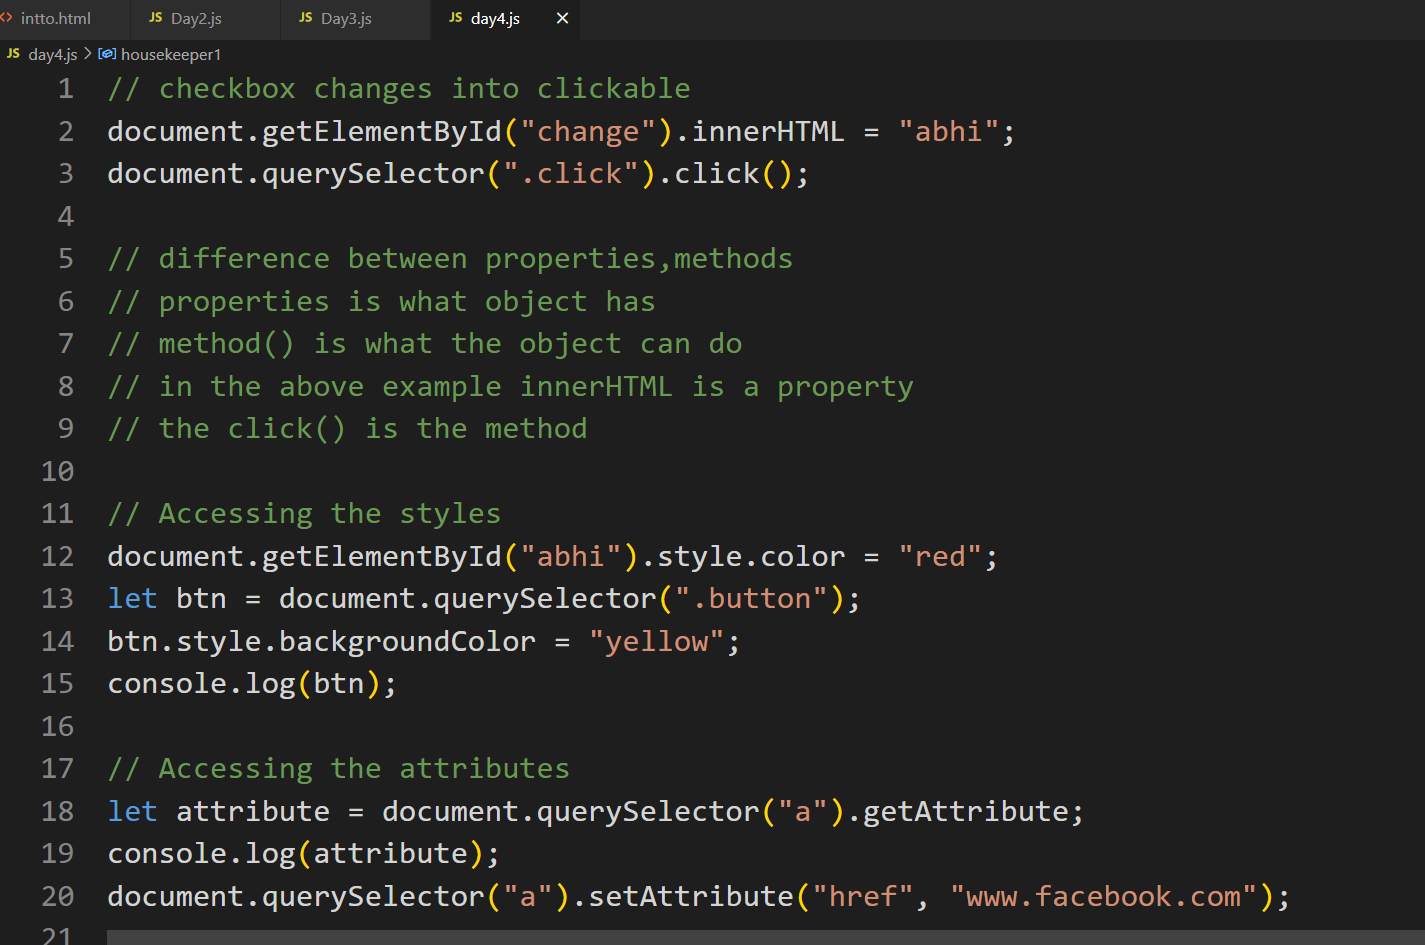 intto.html JS Day2.js JS Day3.js JS day4.js
JS day4.js > housekeeper1
1 // checkbox changes into clickable
2 document.getElementById("change").innerHTML = "abhi";
3 document.querySelector(".click").click();
4
5 // difference between properties,methods
6 // properties is what object has
7 // method() is what the object can do
8 // in the above example innerHTML is a property
9 // the click() is the method
10
11 // Accessing the styles
12 document.getElementById("abhi").style.color = "red";
13 let btn = document.querySelector(".button");
14 btn.style.backgroundColor = "yellow";
15 console.log(btn);
16
17 // Accessing the attributes
18 let attribute = document.querySelector("a").getAttribute;
19 console.log(attribute);
20 document.querySelector("a").setAttribute("href", "www.facebook.com");
21